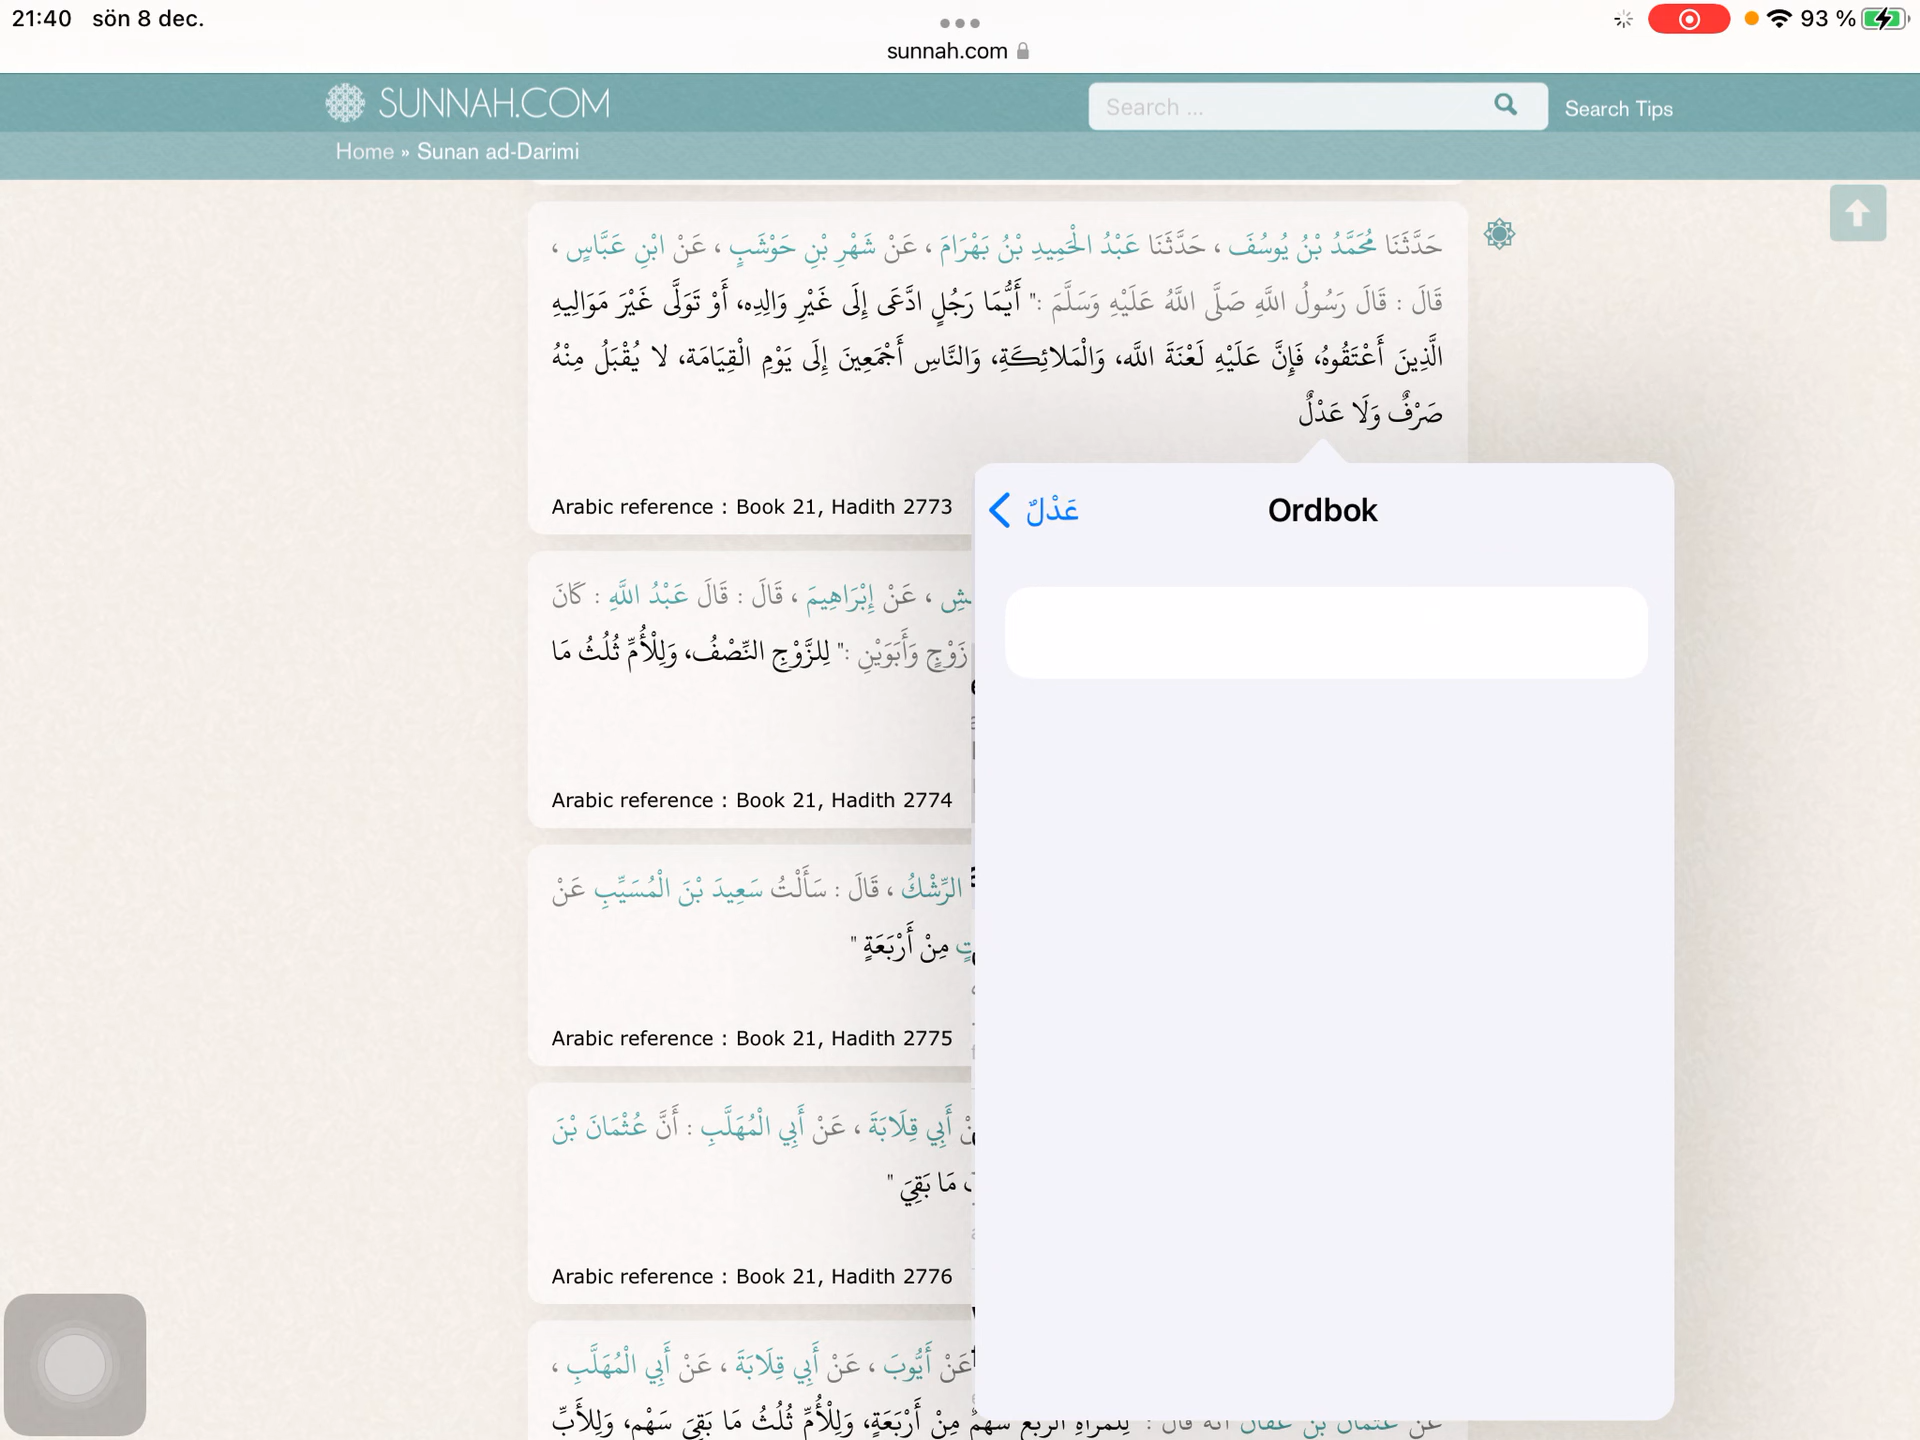 21:40 sön 8 dec.
93 %
sunnah.com
SUNNAH.COM
Search ...
Search Tips
Home » Sunan ad-Darimi
حَدَّثَنَا مُحَمَّدُ بْنُ يُوسُفَ ، حَدَّثَنَا عَبْدُ الْحَمِيدِ بْنُ بَهْرَامَ ، عَنْ شَهْرِ بْنِ حَوْشَبٍ ، عَنْ ابْنِ عَبَّاسٍ ،
قَالَ : قَالَ رَسُولُ اللَّهِ صَلَّى اللَّهُ عَلَيْهِ وَسَلَّمَ :" أَيُّمَا رَجُلٍ ادَّعَى إِلَى غَيْرِ وَالِدِه، أَوْ تَوَلَّى غَيْرَ مَوَالِيهِ
الَّذِينَ أَعْتَقُوهُ، فَإِنَّ عَلَيْهِ لَعْنَةَ اللَّه، وَالْمَلائِكَةِ، وَالنَّاسِ أَجْمَعِينَ إِلَى يَوْمِ الْقِيَامَة، لا يُقْبَلُ مِنْهُ
صَرْفٌ وَلَا عَدْلٌ
Arabic reference : Book 21, Hadith 2773
عَدْلٌ
Ordbok
، عَنْ إِبْرَاهِيمَ ، قَالَ : قَالَ عَبْدُ اللَّهِ : كَانَ
زَوْجٍ وَأَبَوَيْنِ :" لِلزَّوْجِ النِّصْفُ، وَلِلْأُمِّ ثُلُثُ مَا
Arabic reference : Book 21, Hadith 2774
الرِّشْكُ ، قَالَ : سَأَلْتُ سَعِيدَ بْنَ الْمُسَيِّبِ عَنْ
مِنْ أَرْبَعَةٍ "
Arabic reference : Book 21, Hadith 2775
أَبِي قِلَابَةَ ، عَنْ أَبِي الْمُهَلَّبِ : أَنَّ عُثْمَانَ بْنَ
مَا بَقِيَ "
Arabic reference : Book 21, Hadith 2776
عَنْ أَيُّوبَ ، عَنْ أَبِي قِلَابَةَ ، عَنْ أَبِي الْمُهَلَّبِ ،
مِنْ أَرْبَعَةٍ، وَلِلْأُمِّ ثُلُثُ مَا بَقِيَ سَهْم، وَلِلأَبِّ